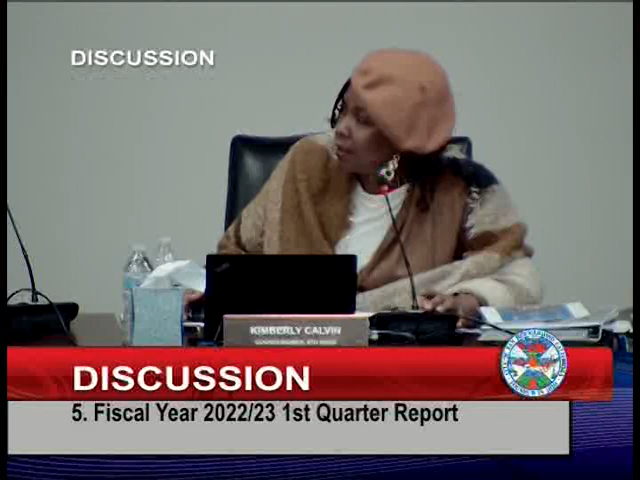 DISCUSSION
KIMBERLY CALVIN
DISCUSSION
5. Fiscal Year 2022/23 1st Quarter Report